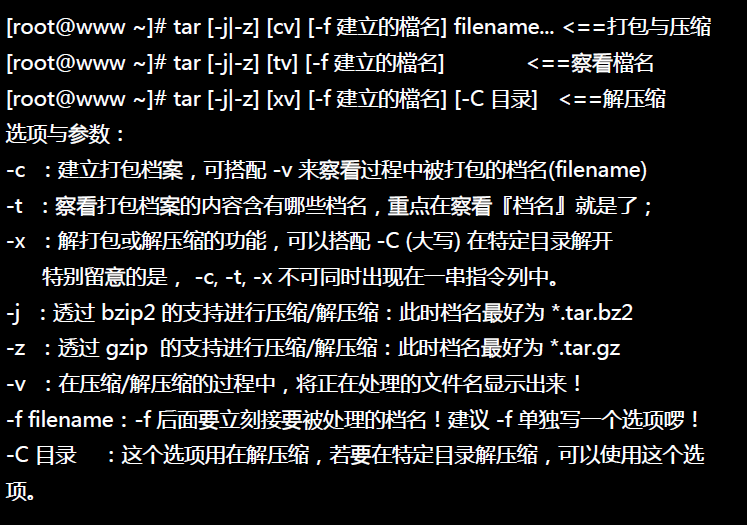 [root@www ~]# tar [-j|-z] [cv] [-f 建立的檔名] filename... <==打包与压缩
[root@www ~]# tar [-j|-z] [tv] [-f 建立的檔名] <==察看檔名
[root@www ~]# tar [-j|-z] [xv] [-f 建立的檔名] [-C 目录] <==解压缩
选项与参数：
-c ：建立打包档案，可搭配 -v 来察看过程中被打包的档名(filename)
-t ：察看打包档案的内容含有哪些档名，重点在察看『档名』就是了；
-x ：解打包或解压缩的功能，可以搭配 -C (大写) 在特定目录解开
特别留意的是， -c, -t, -x 不可同时出现在一串指令列中。
-j ：透过 bzip2 的支持进行压缩/解压缩：此时档名最好为 *.tar.bz2
-z ：透过 gzip 的支持进行压缩/解压缩：此时档名最好为 *.tar.gz
-v ：在压缩/解压缩的过程中，将正在处理的文件名显示出来！
-f filename：-f 后面要立刻接要被处理的档名！建议 -f 单独写一个选项啰！
-C 目录 ：这个选项用在解压缩，若要在特定目录解压缩，可以使用这个选
项。